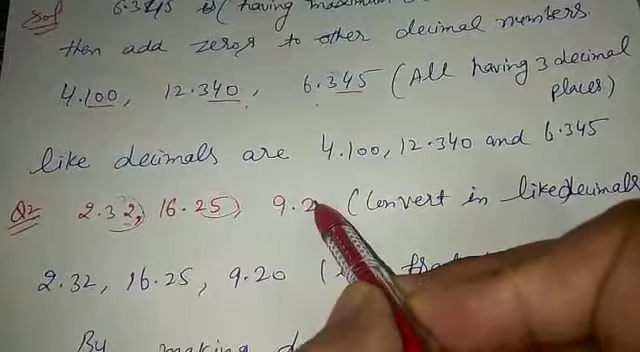 Sol 6.345 (having maximum
then add zeros to other decimal numbers.
4.100, 12.340, 6.345 (All having 3 decimal places)
like decimals are 4.100, 12.340 and 6.345
Q2 2.32, 16.25, 9.2 (Convert in like decimals
2.32, 16.25, 9.20 (
By making